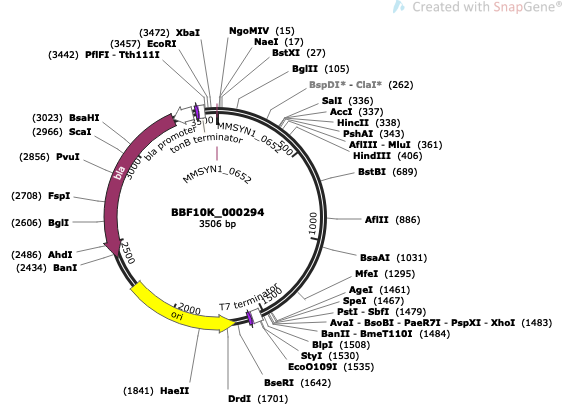 Created with SnapGene®
(3472) XbaI
(3457) EcoRI
(3442) PflFI - Tth111I
NgoMIV (15)
NaeI (17)
BstXI (27)
BglII (105)
BspDI* - ClaI* (262)
SalI (336)
AccI (337)
HincII (338)
PshAI (343)
AflIII - MluI (361)
HindIII (406)
BstBI (689)
AflII (886)
BsaAI (1031)
MfeI (1295)
AgeI (1461)
SpeI (1467)
PstI - SbfI (1479)
AvaI - BsoBI - PaeR7I - PspXI - XhoI (1483)
BanII - BmeT110I (1484)
BlpI (1508)
StyI (1530)
EcoO109I (1535)
BseRI (1642)
DrdI (1701)
(1841) HaeII
(3023) BsaHI
(2966) ScaI
(2856) PvuI
(2708) FspI
(2606) BglI
(2486) AhdI
(2434) BanI
bla promoter
tonB terminator
MMSYN1_0652
MMSYN1_0652
bla
T7 terminator
ori
500
1000
1500
2000
2500
3000
3500
BBF10K_000294
3506 bp